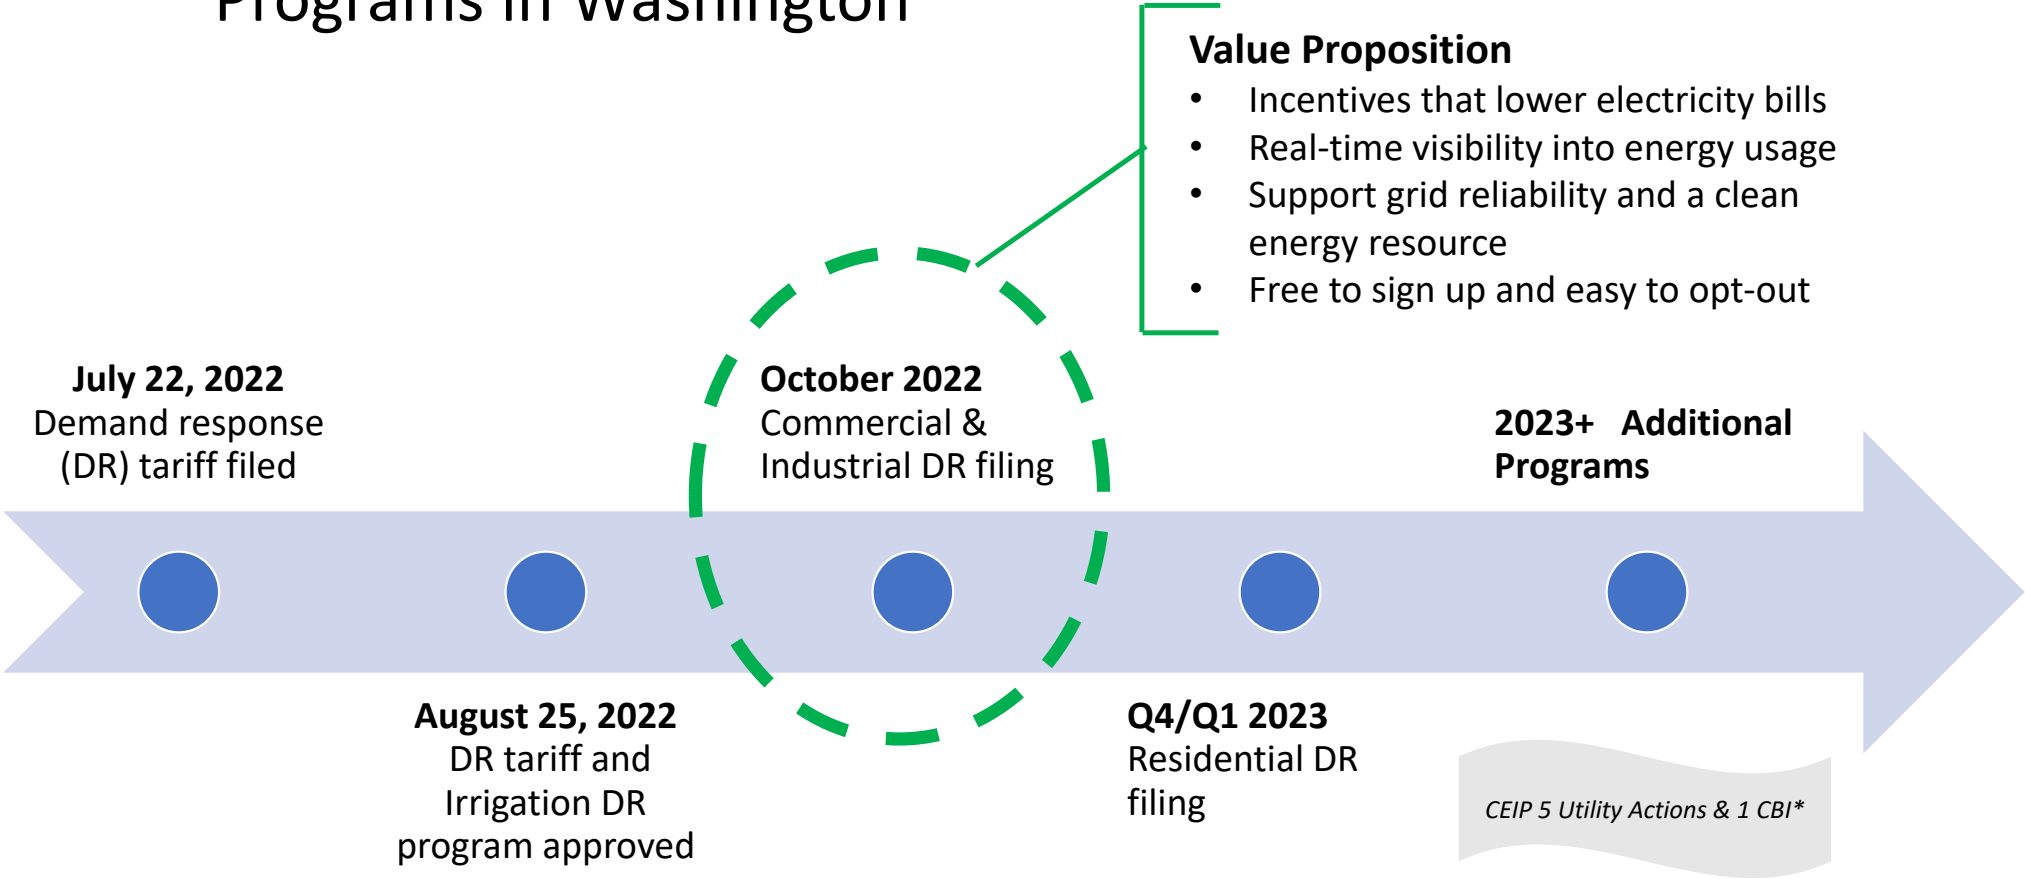 Programs in Washington
Value Proposition
• Incentives that lower electricity bills
• Real-time visibility into energy usage
• Support grid reliability and a clean
energy resource
• Free to sign up and easy to opt-out
July 22, 2022
Demand response
(DR) tariff filed
October 2022
Commercial &
Industrial DR filing
2023+ Additional
Programs
August 25, 2022
DR tariff and
Irrigation DR
program approved
Q4/Q1 2023
Residential DR
filing
CEIP 5 Utility Actions & 1 CBI*